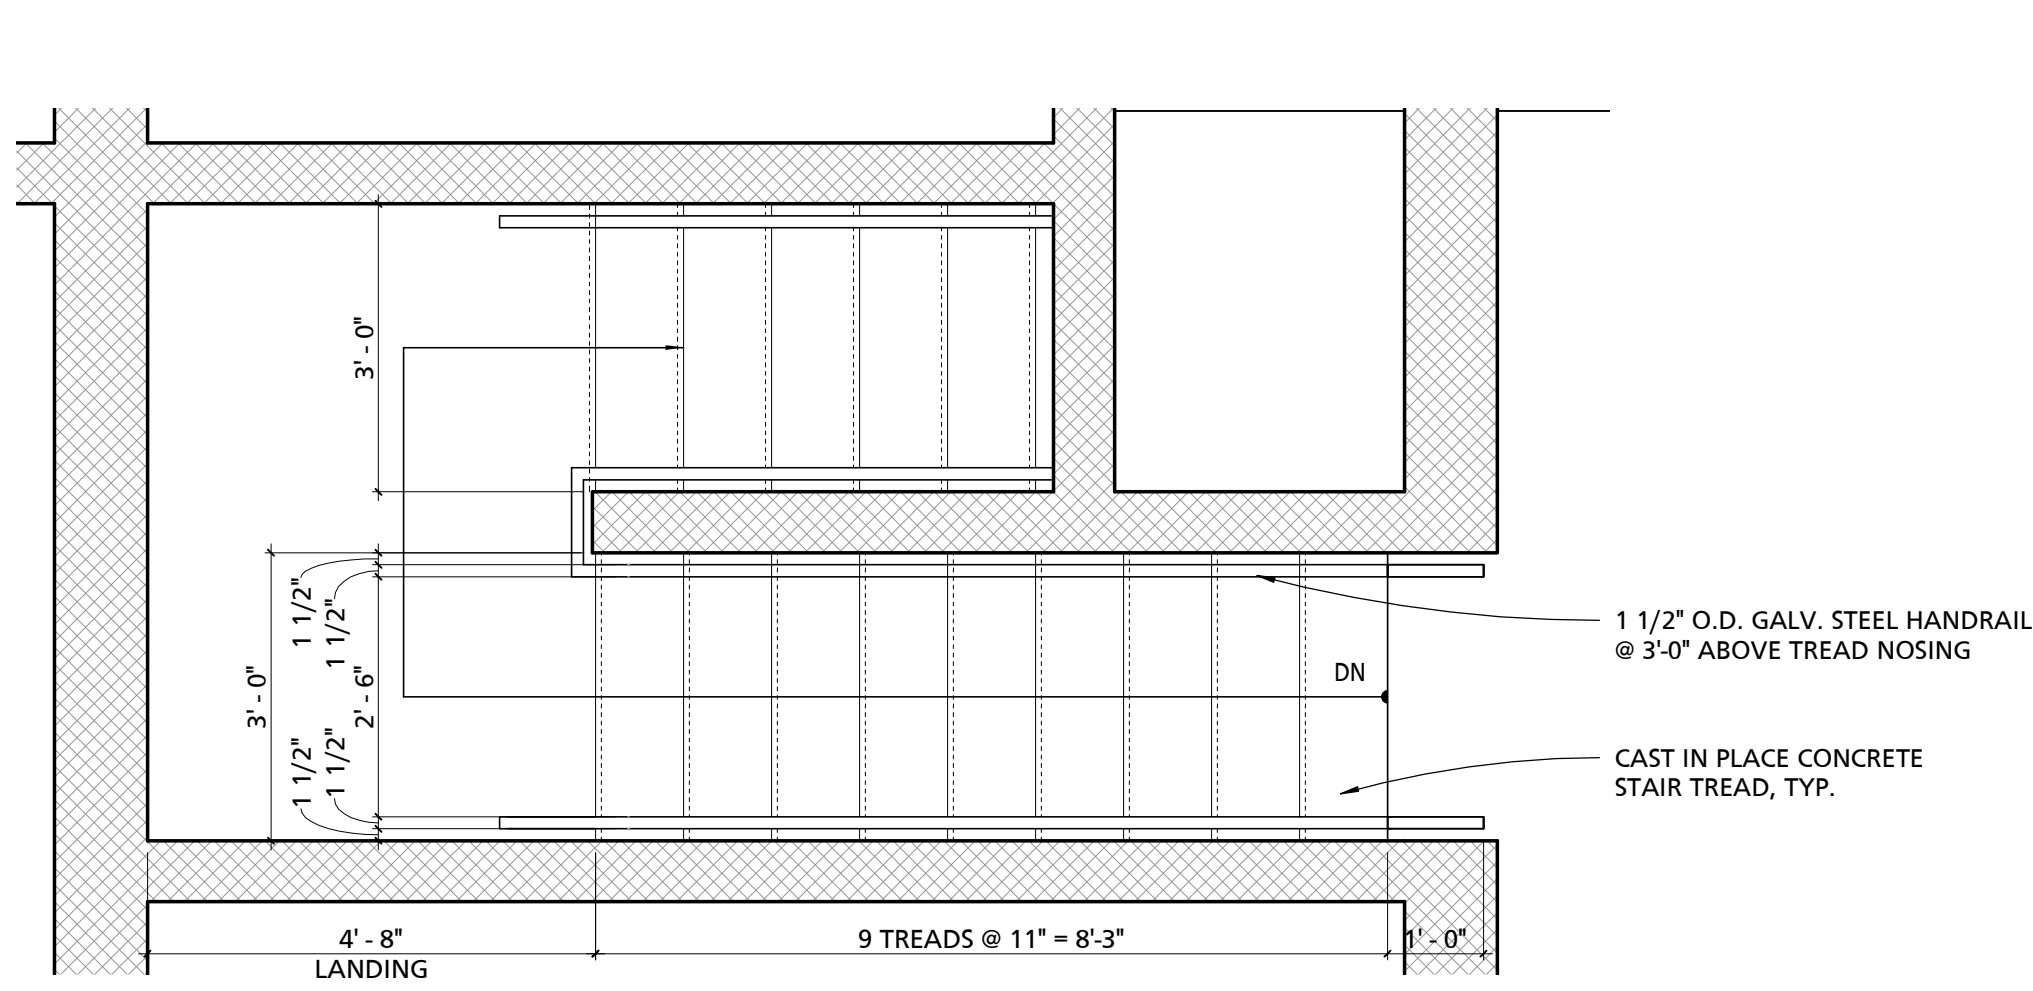 3' - 0"
1 1/2"
1 1/2"
3' - 0"
2' - 6"
1 1/2"
1 1/2"
DN
1 1/2" O.D. GALV. STEEL HANDRAIL
@ 3'-0" ABOVE TREAD NOSING
CAST IN PLACE CONCRETE
STAIR TREAD, TYP.
4' - 8"
LANDING
9 TREADS @ 11" = 8'-3"
1' - 0"